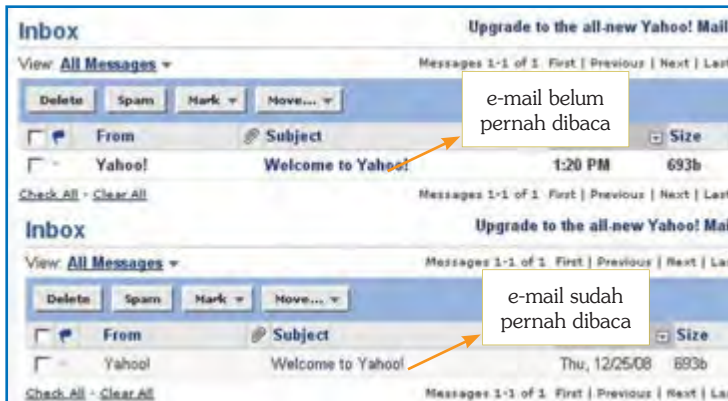 Inbox Upgrade to the all-new Yahoo! Mail
View: All Messages Messages 1-1 of 1 First | Previous | Next | Last
Delete Spam Mark Move...
e-mail belum
pernah dibaca
From Subject Size
Yahoo! Welcome to Yahoo! 1:20 PM 693b
Check All - Clear All Messages 1-1 of 1 First | Previous | Next | Last
Inbox Upgrade to the all-new Yahoo! Mai
View: All Messages Messages 1-1 of 1 First | Previous | Next | Las
Delete Spam Mark Move...
e-mail sudah
pernah dibaca
From Subject Size
Yahoo! Welcome to Yahoo! Thu, 12/25/08 693b
Check All - Clear All Messages 1-1 of 1 First | Previous | Next | La